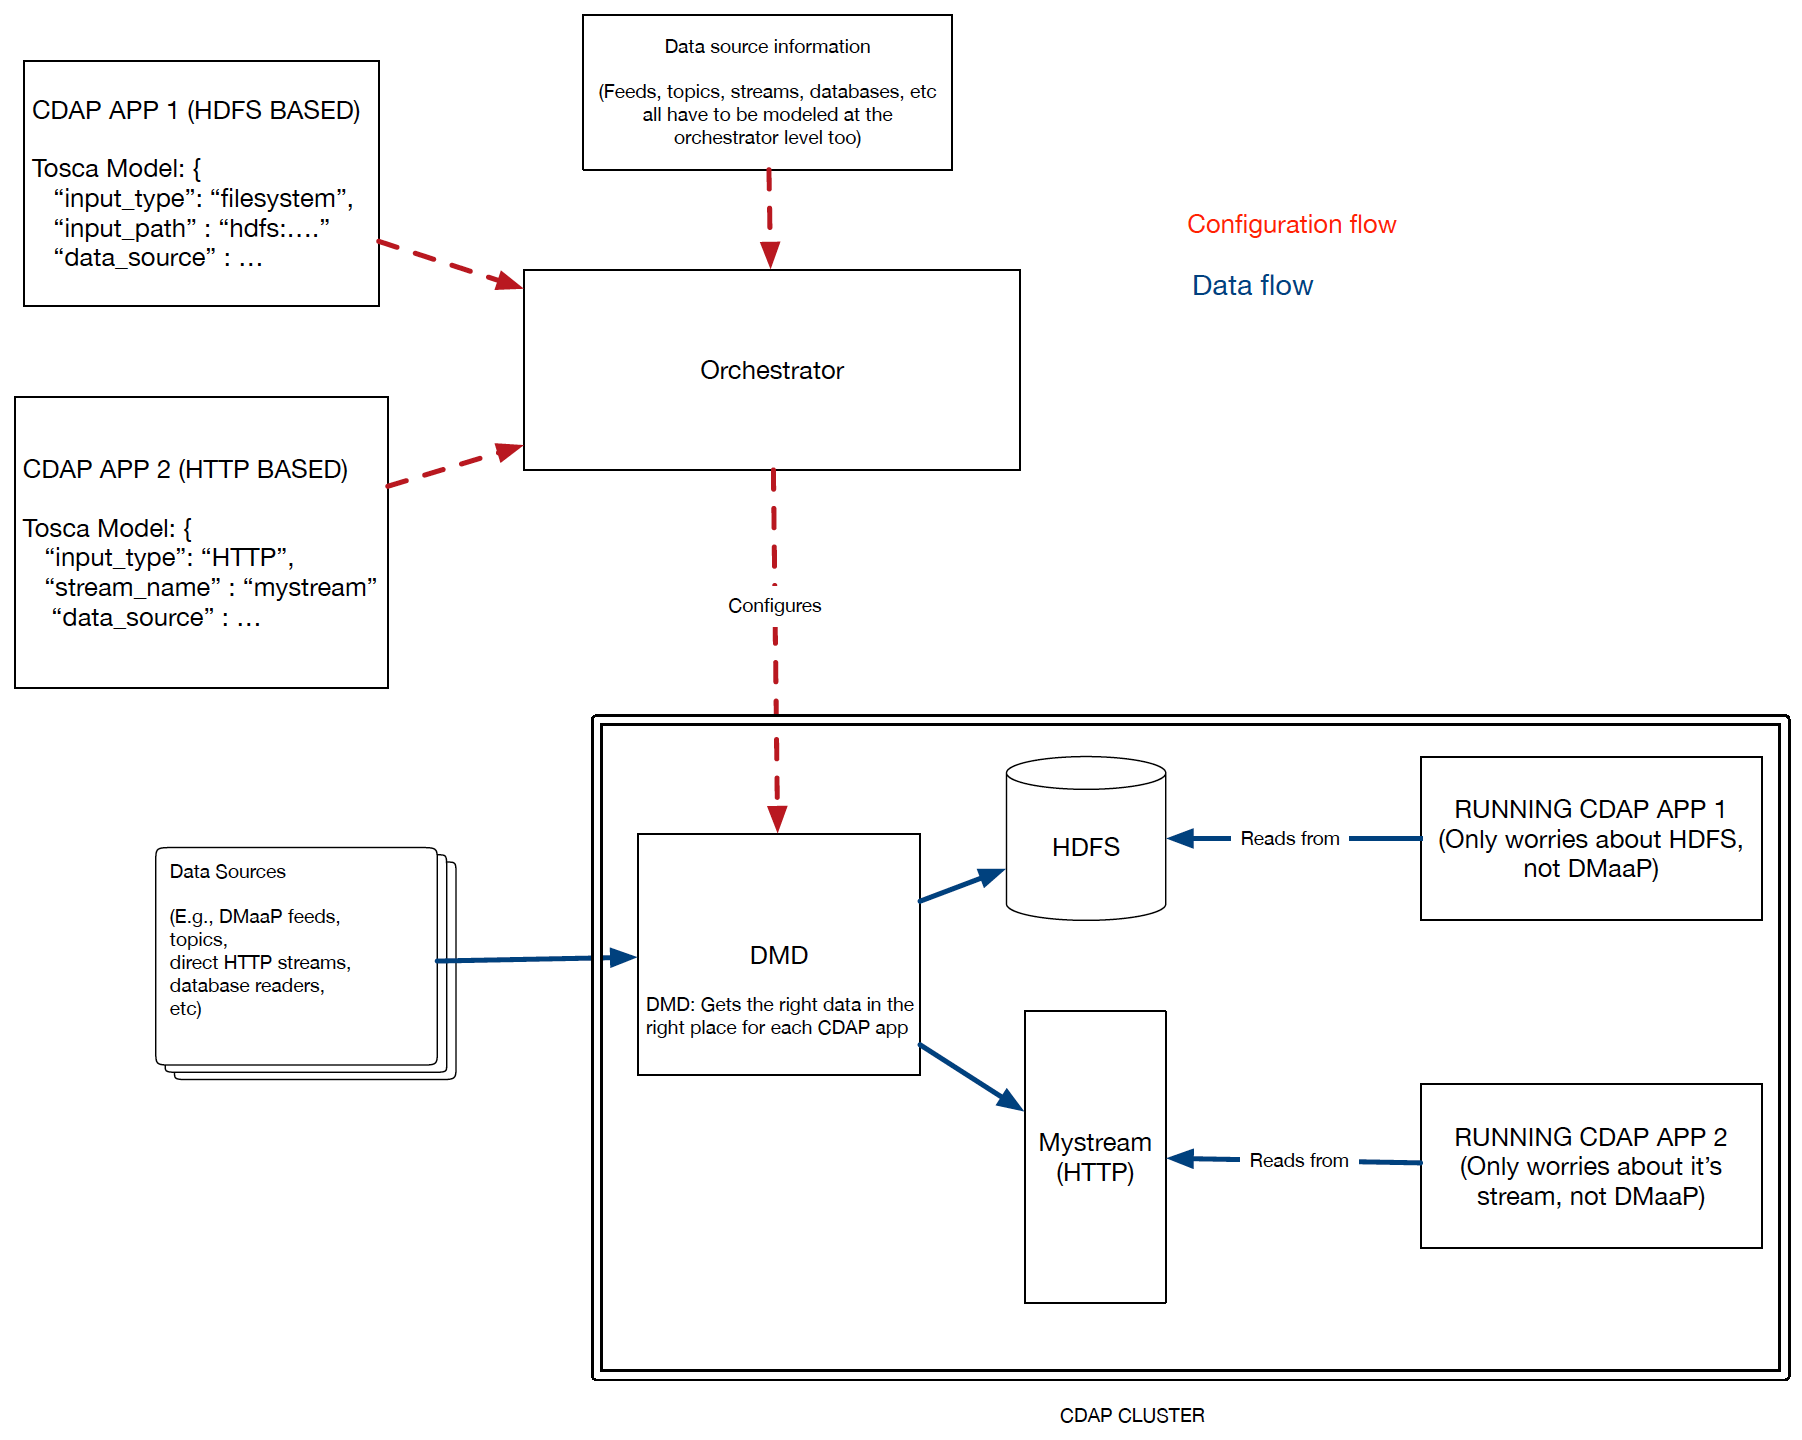 Data source information
(Feeds, topics, streams, databases, etc
all have to be modeled at the
orchestrator level too)
CDAP APP 1 (HDFS BASED)
Tosca Model: {
“input_type”: “filesystem”,
“input_path” : “hdfs:….”
“data_source” : …
Configuration flow
Data flow
Orchestrator
CDAP APP 2 (HTTP BASED)
Tosca Model: {
“input_type”: “HTTP”,
“stream_name” : “mystream”
“data_source” : …
Configures
Data Sources
(E.g., DMaaP feeds,
topics,
direct HTTP streams,
database readers,
etc)
DMD
DMD: Gets the right data in the
right place for each CDAP app
HDFS
Reads from
RUNNING CDAP APP 1
(Only worries about HDFS,
not DMaaP)
Mystream
(HTTP)
Reads from
RUNNING CDAP APP 2
(Only worries about it’s
stream, not DMaaP)
CDAP CLUSTER